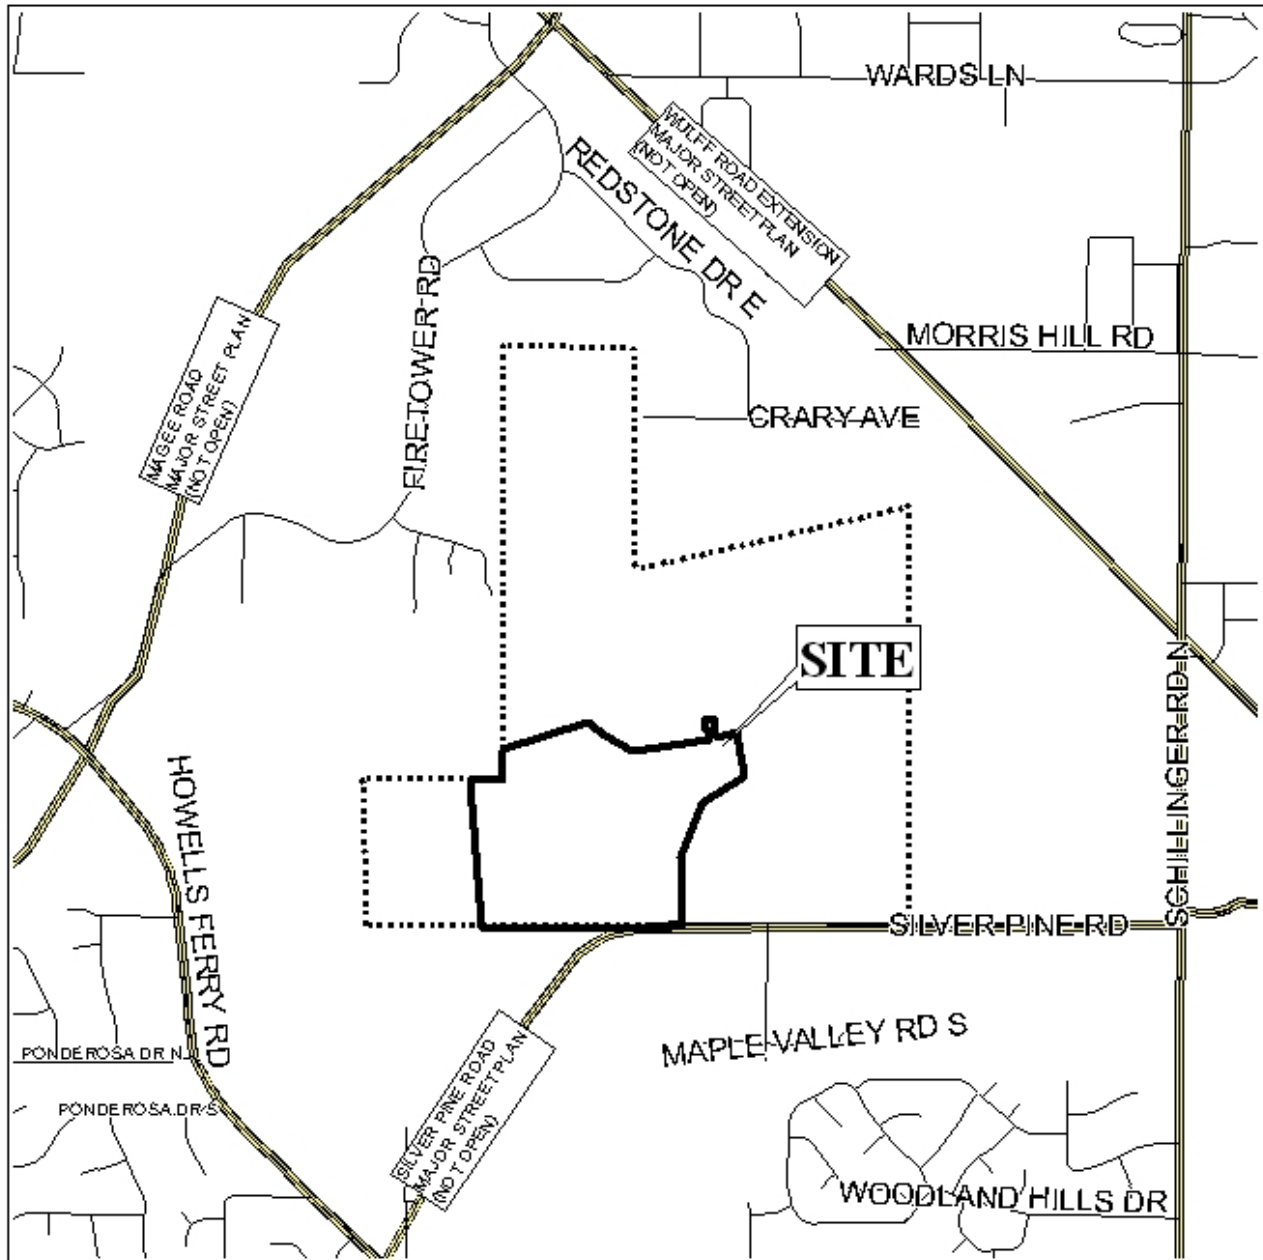 WARDS LN
WOLFF ROAD EXTENSION
MAJOR STREET PLAN
(NOT OPEN)
REDSTONE DR E
MORRIS HILL RD
FIRETOWER RD
MAGEE ROAD
MAJOR STREET PLAN
(NOT OPEN)
CRARY AVE
SITE
SCHILLINGER RD N
HOWELLS FERRY RD
SILVER PINE RD
MAPLE VALLEY RD S
PONDEROSA DR N
PONDEROSA DR S
SILVER PINE ROAD
MAJOR STREET PLAN
(NOT OPEN)
WOODLAND HILLS DR